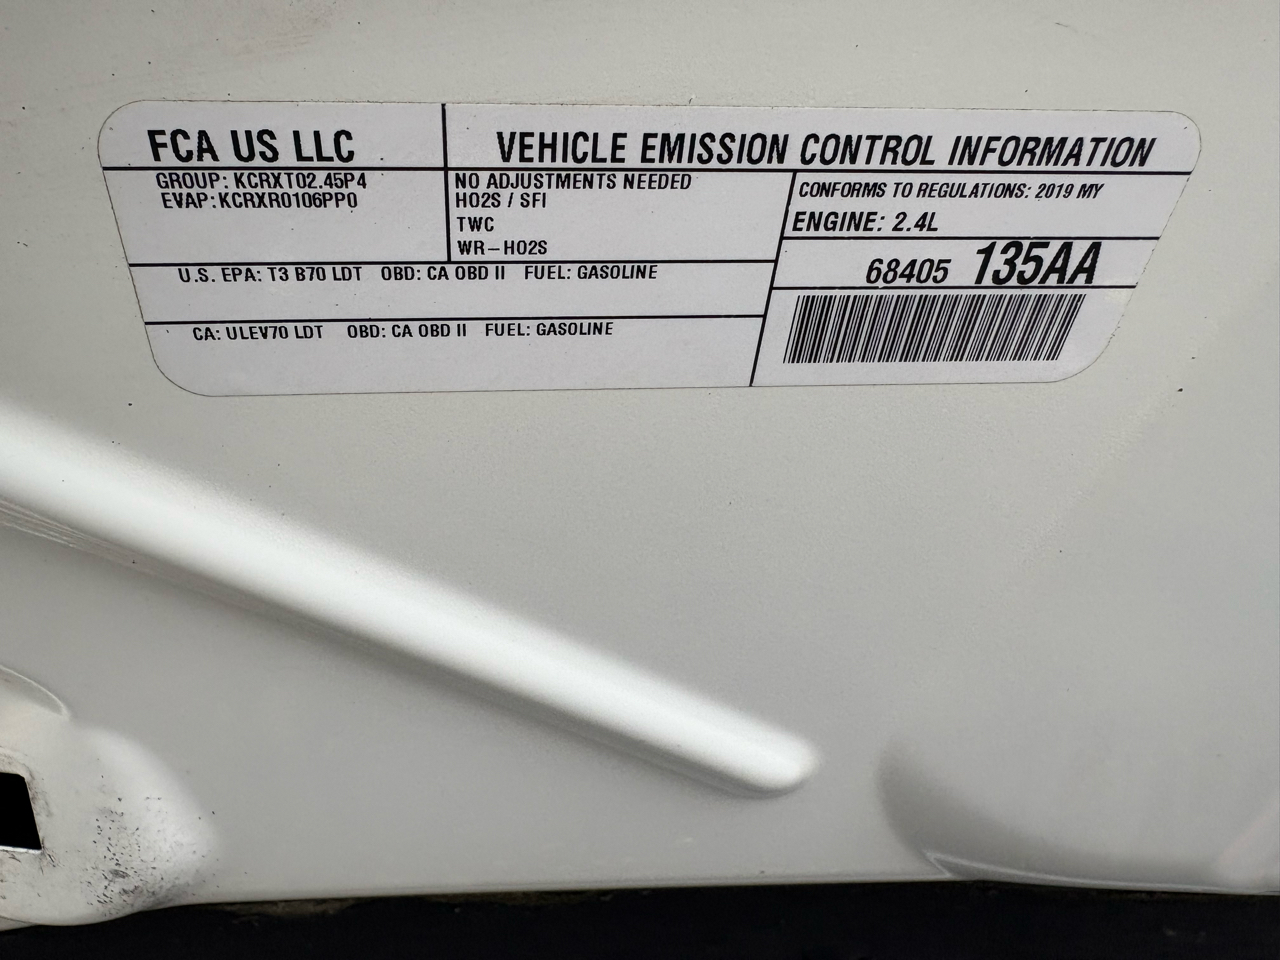 FCA US LLC
VEHICLE EMISSION CONTROL INFORMATION
GROUP: KCRXT02.45P4
EVAP: KCRXR0106PP0
NO ADJUSTMENTS NEEDED
HO2S / SFI
TWC
WR-HO2S
CONFORMS TO REGULATIONS: 2019 MY
ENGINE: 2.4L
68405 135AA
U.S. EPA: T3 B70 LDT OBD: CA OBD II FUEL: GASOLINE
CA: ULEV70 LDT OBD: CA OBD II FUEL: GASOLINE